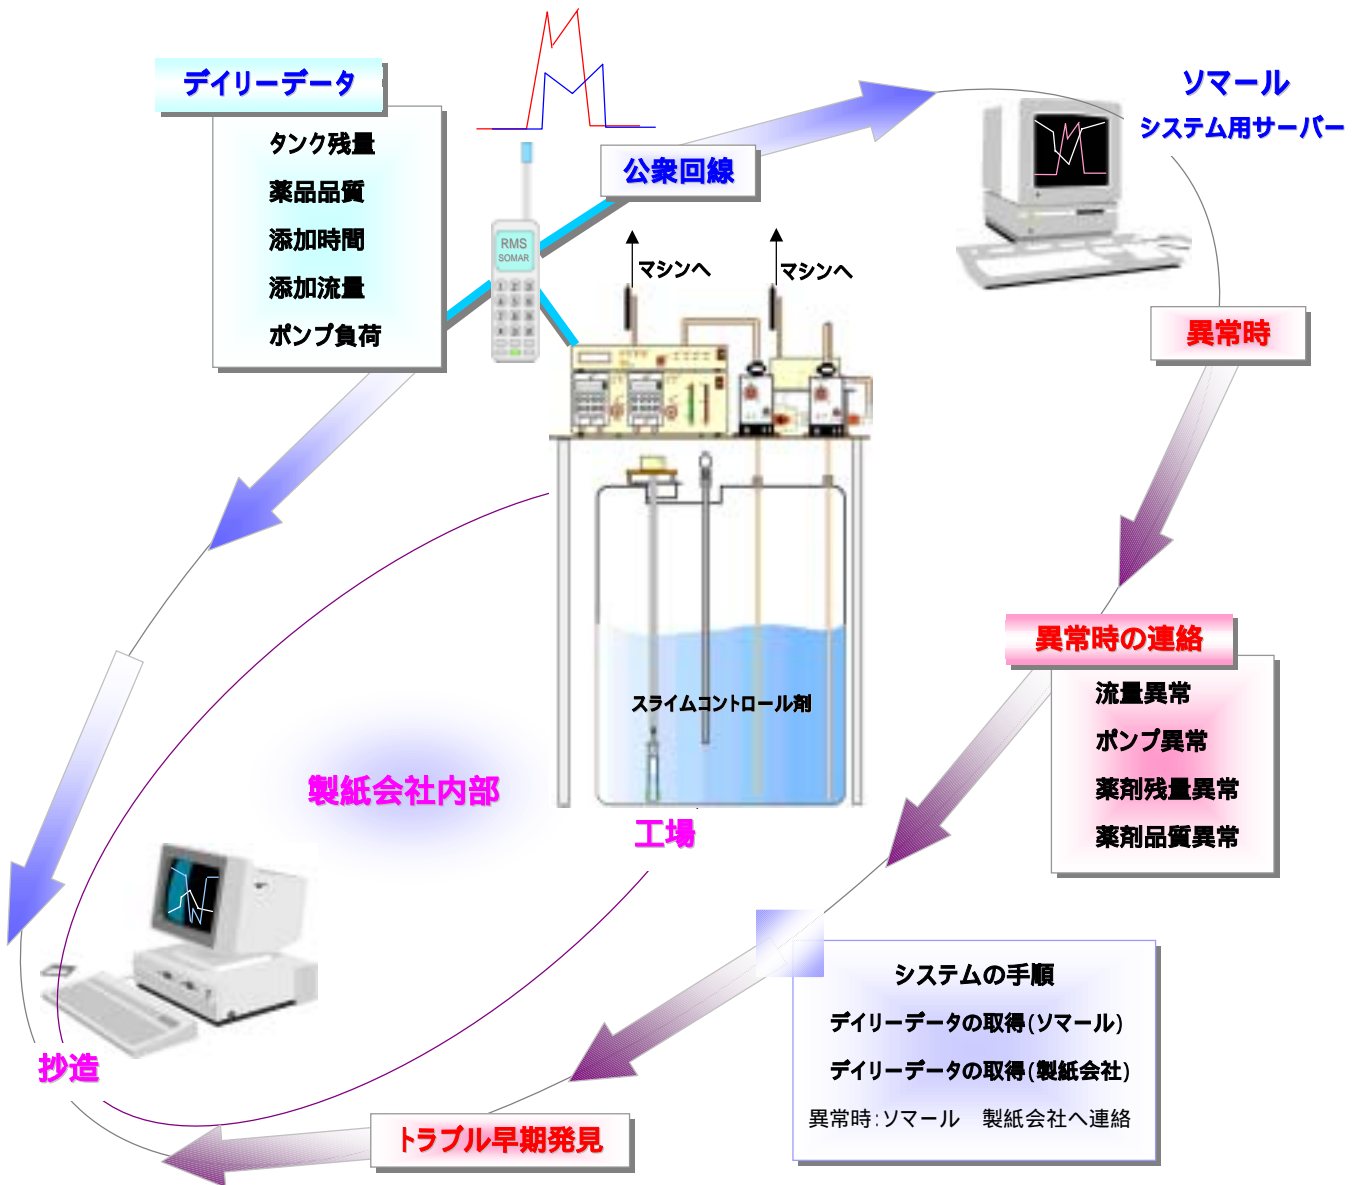 デイリーデータ
タンク残量
薬品品質
添加時間
添加流量
ポンプ負荷
公衆回線
RMS
SOMAR
ソマール
システム用サーバー
マシンへ
マシンへ
異常時
異常時の連絡
流量異常
ポンプ異常
薬剤残量異常
薬剤品質異常
スライムコントロール剤
製紙会社内部
工場
抄造
システムの手順
デイリーデータの取得(ソマール)
デイリーデータの取得(製紙会社)
異常時:ソマール　製紙会社へ連絡
トラブル早期発見